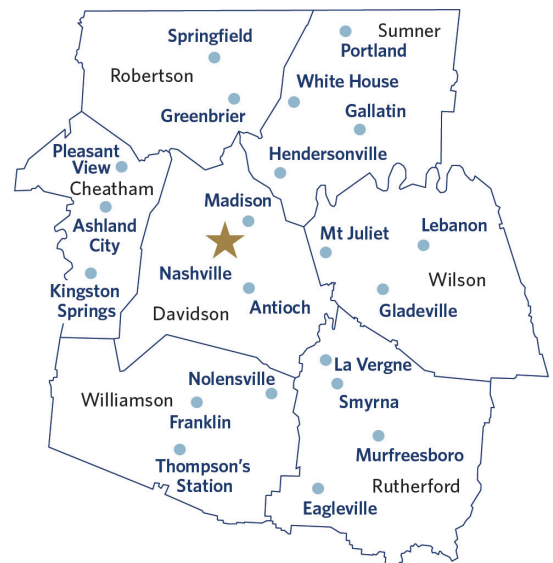 Springfield
Sumner
Portland
Robertson
White House
Greenbrier
Gallatin
Pleasant
View
Hendersonville
Cheatham
Madison
Ashland
City
Mt Juliet
Lebanon
Nashville
Wilson
Kingston
Springs
Antioch
Gladeville
Davidson
La Vergne
Nolensville
Williamson
Smyrna
Franklin
Murfreesboro
Thompson's
Station
Rutherford
Eagleville